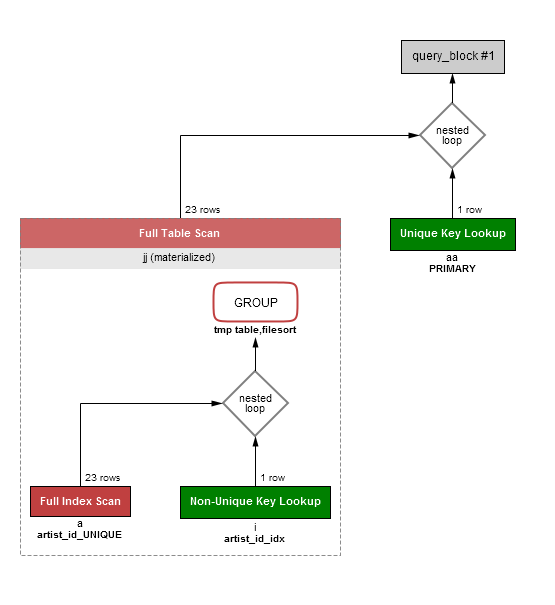 query_block #1
nested
loop
23 rows
1 row
Full Table Scan
Unique Key Lookup
jj (materialized)
aa
PRIMARY
GROUP
tmp table,filesort
nested
loop
23 rows
1 row
Full Index Scan
Non-Unique Key Lookup
a
artist_id_UNIQUE
i
artist_id_idx